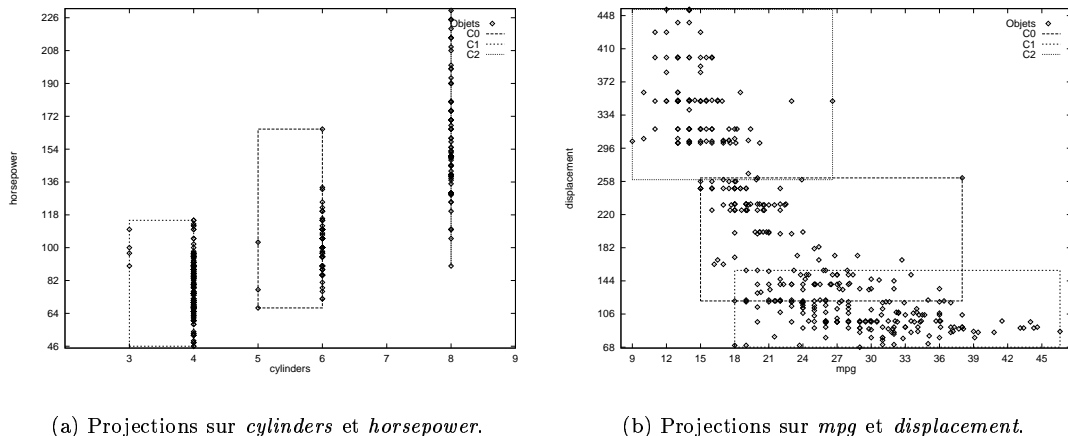 226
208
190
172
154
136
118
100
82
64
46
horsepower
3 4 5 6 7 8 9
cylinders
Objets
C0
C1
C2
448
410
372
334
296
258
220
182
144
106
68
displacement
9 12 15 18 21 24 27 30 33 36 39 42 45
mpg
Objets
C0
C1
C2
(a) Projections sur cylinders et horsepower.
(b) Projections sur mpg et displacement.